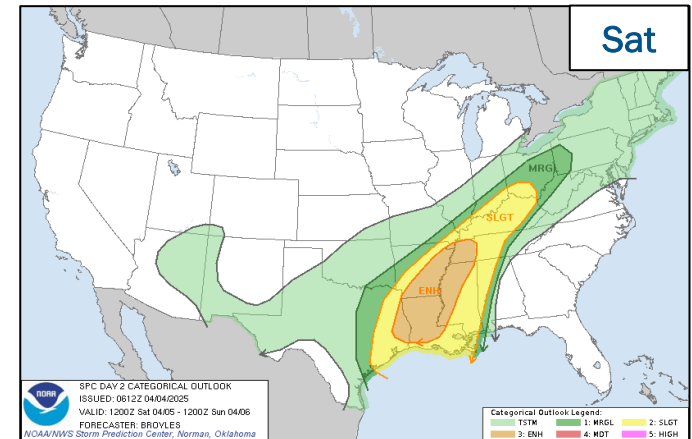 Sat
MRGL
SLGT
ENH
NOAA
SPC DAY 2 CATEGORICAL OUTLOOK
ISSUED: 0612Z 04/04/2025
VALID: 1200Z Sat 04/05 - 1200Z Sun 04/06
FORECASTER: BROYLES
NOAA/NWS Storm Prediction Center, Norman, Oklahoma
Categorical Outlook Legend:
TSTM 1: MRGL 2: SLGT
3: ENH 4: MDT 5: HIGH